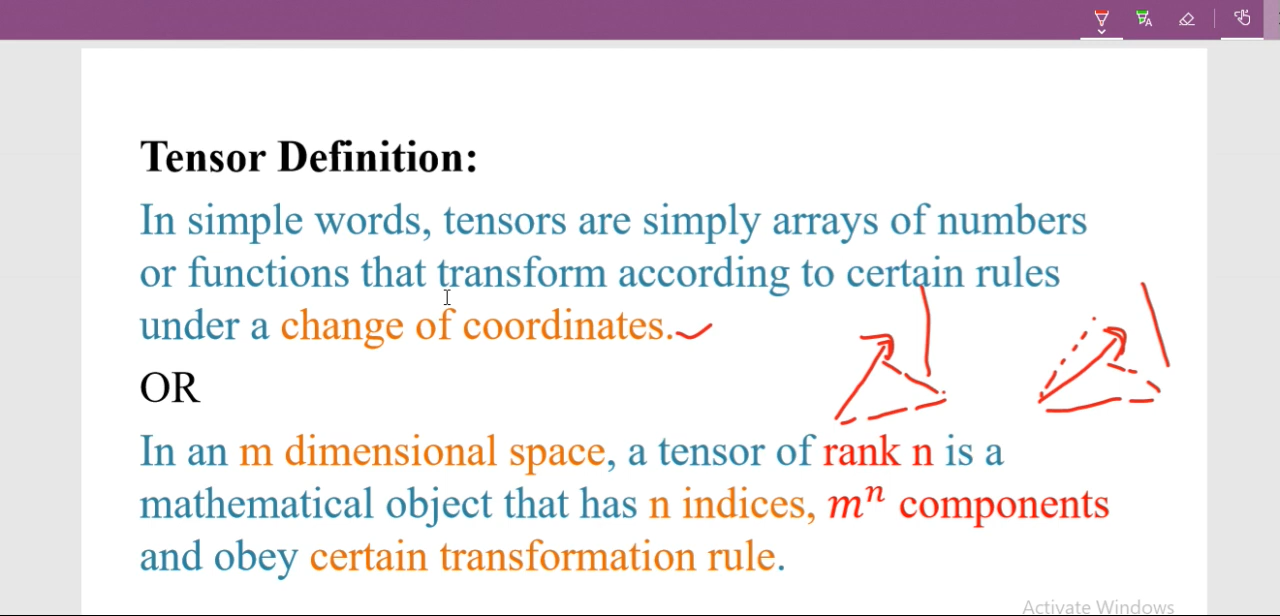 Tensor Definition:
In simple words, tensors are simply arrays of numbers
or functions that transform according to certain rules
under a change of coordinates.
OR
In an m dimensional space, a tensor of rank n is a
mathematical object that has n indices, mⁿ components
and obey certain transformation rule.
Activate Windows